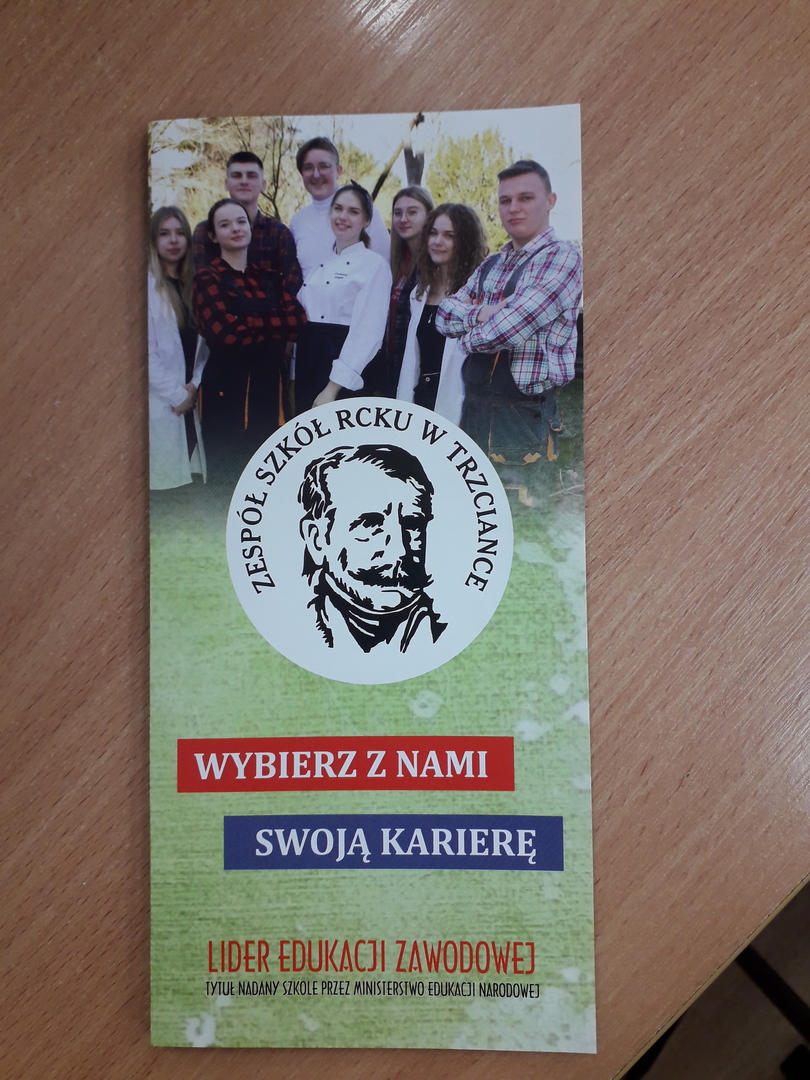 ZESPÓŁ SZKÓŁ RCKU W TRZCIANCE
WYBIERZ Z NAMI
SWOJĄ KARIERĘ
LIDER EDUKACJI ZAWODOWEJ
TYTUŁ NADANY SZKOLE PRZEZ MINISTERSTWO EDUKACJI NARODOWEJ